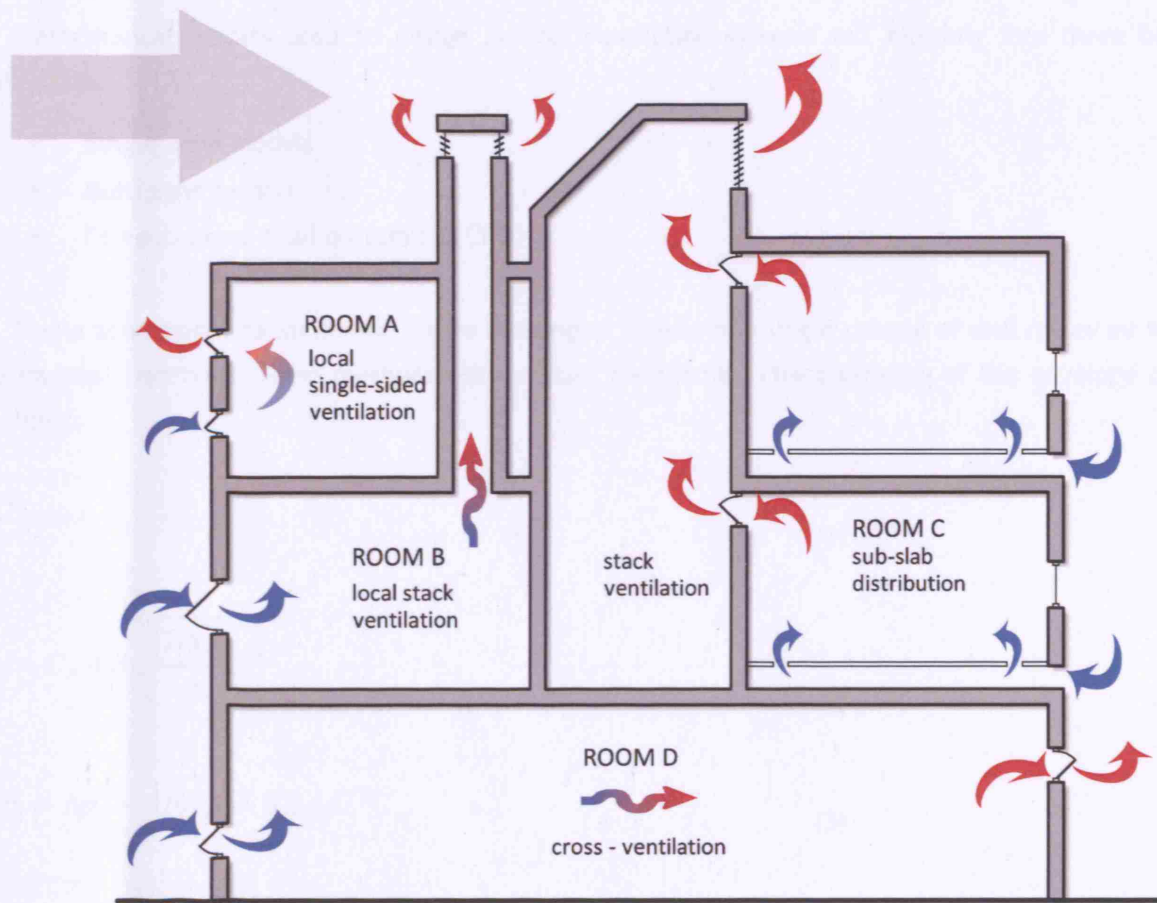 ROOM A
local
single-sided
ventilation
ROOM B
local stack
ventilation
stack
ventilation
ROOM C
sub-slab
distribution
ROOM D
cross - ventilation